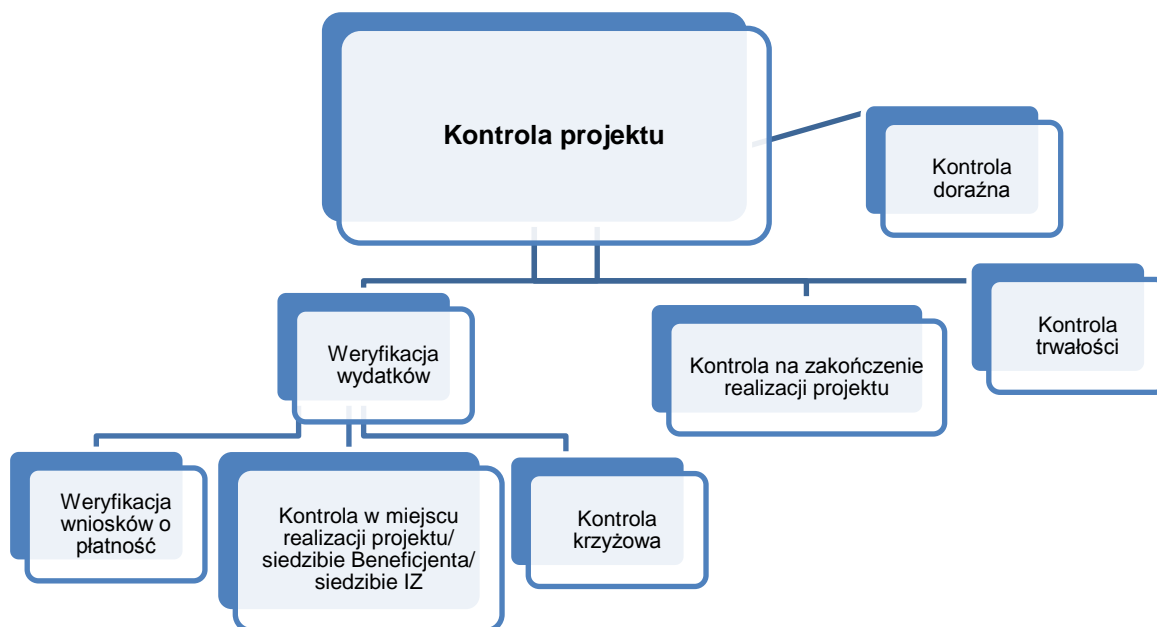 Kontrola projektu
Kontrola
doraźna
Weryfikacja
wydatków
Kontrola na zakończenie
realizacji projektu
Kontrola
trwałości
Weryfikacja
wniosków o
płatność
Kontrola w miejscu
realizacji projektu/
siedzibie Beneficjenta/
siedzibie IZ
Kontrola
krzyżowa